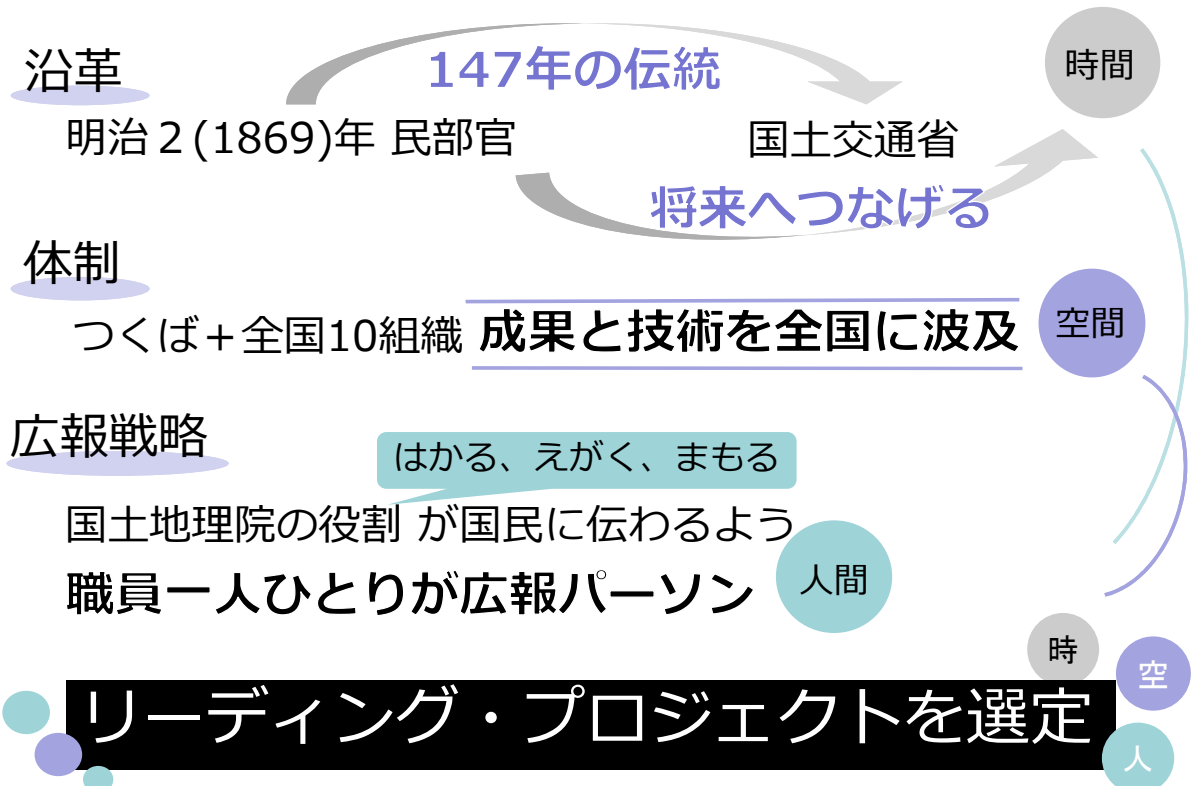 沿革
147年の伝統
時間
明治２(1869)年 民部官
国土交通省
将来へつなげる
体制
つくば＋全国10組織 成果と技術を全国に波及
空間
広報戦略
はかる、えがく、まもる
国土地理院の役割 が国民に伝わるよう
職員一人ひとりが広報パーソン
人間
時
空
リーディング・プロジェクトを選定
人